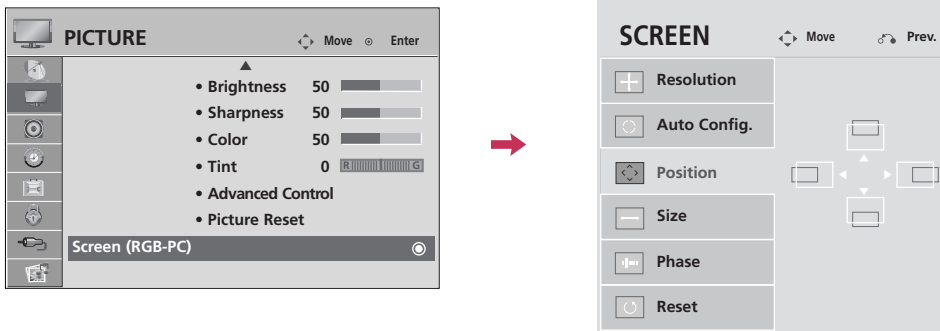 PICTURE Move Enter
• Brightness 50
• Sharpness 50
• Color 50
• Tint 0 R G
• Advanced Control
• Picture Reset
Screen (RGB-PC)
SCREEN Move Prev.
Resolution
Auto Config.
Position
Size
Phase
Reset